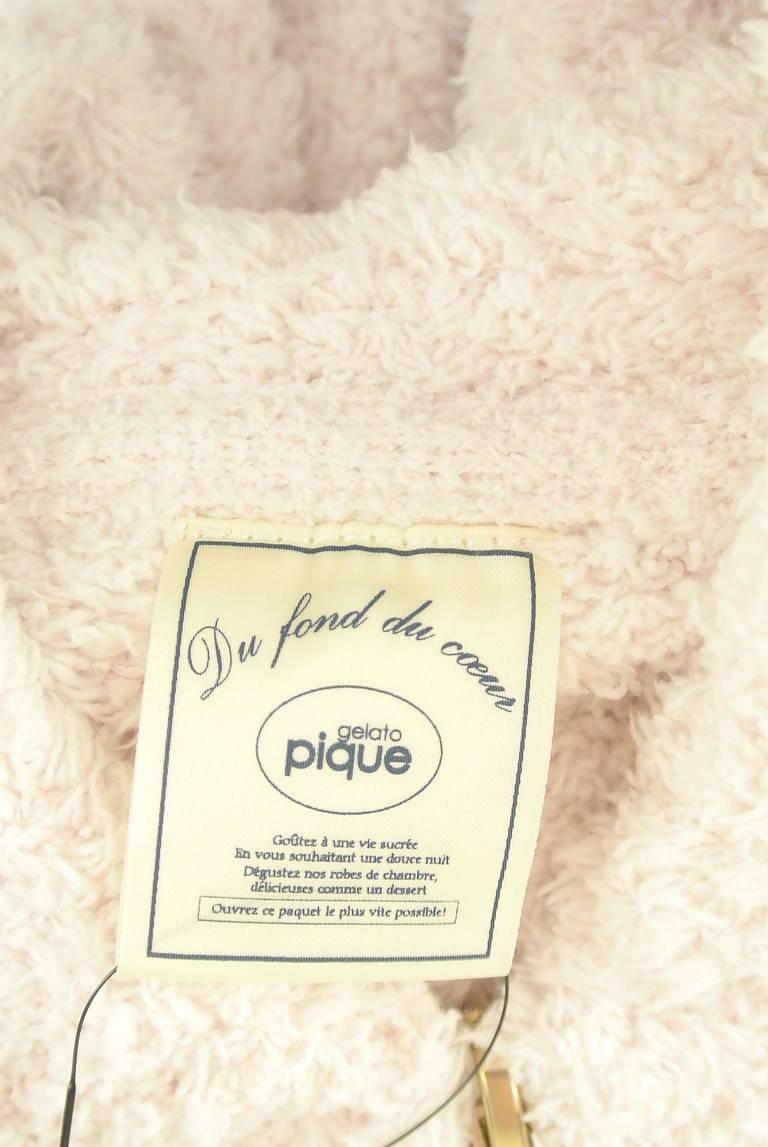 Du fond du cœur
gelato
pique
Goûtez à une vie sucrée
En vous souhaitant une douce nuit
Dégustez nos robes de chambre,
délicieuses comme un dessert
Ouvrez ce paquet le plus vite possible!